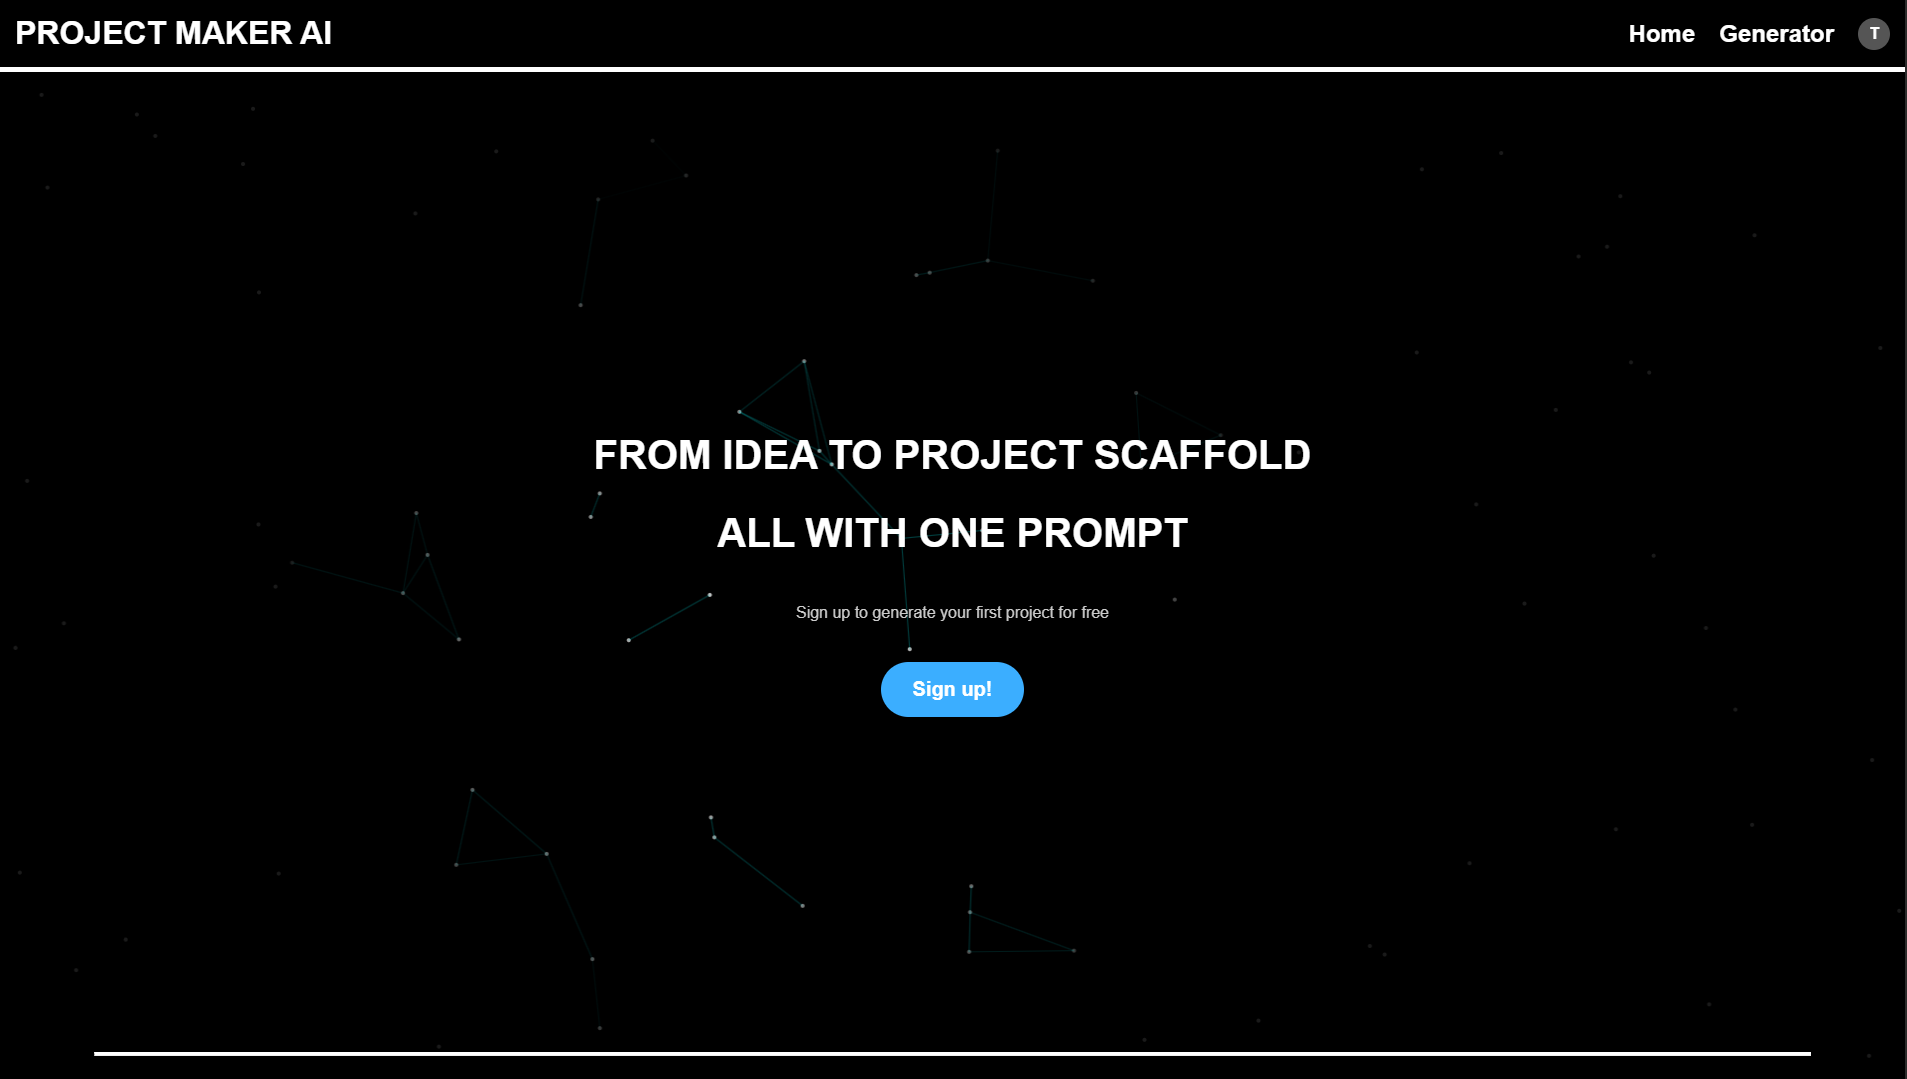 PROJECT MAKER AI
Home Generator T
FROM IDEA TO PROJECT SCAFFOLD
ALL WITH ONE PROMPT
Sign up to generate your first project for free
Sign up!